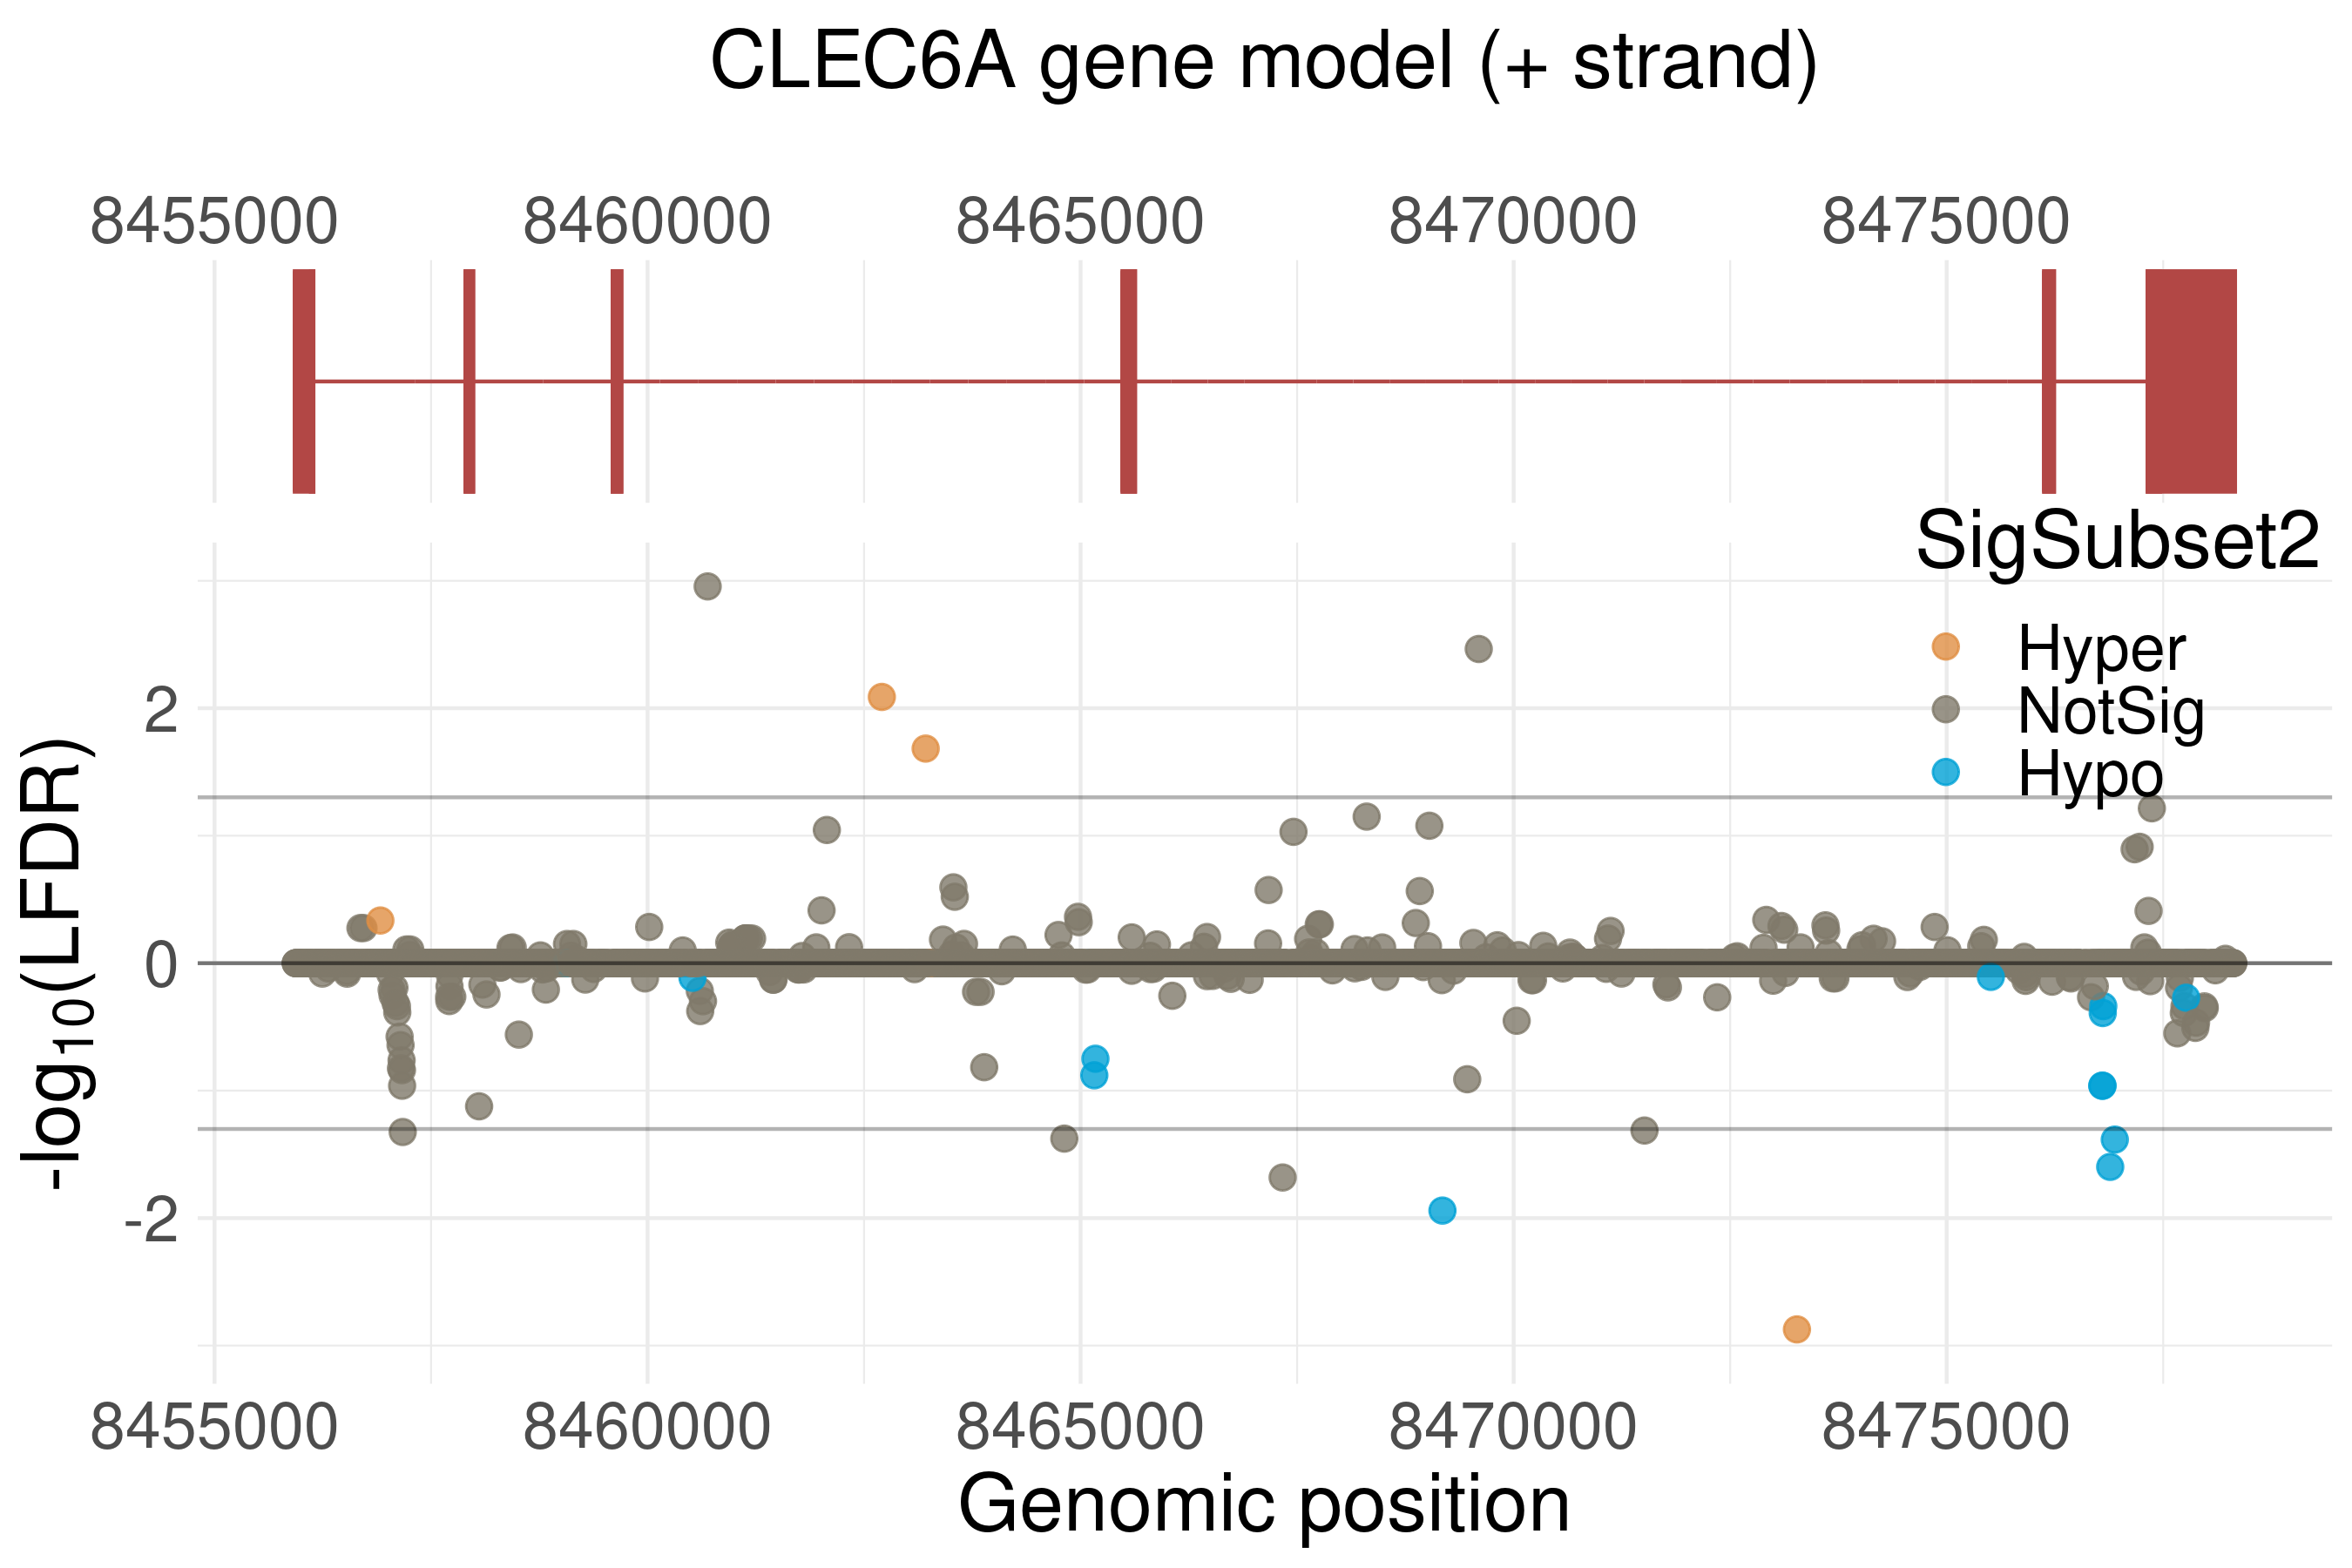 CLEC6A gene model (+ strand)
8455000 8460000 8465000 8470000 8475000
SigSubset2
Hyper
NotSig
Hypo
2
0
-2
-log10(LFDR)
8455000 8460000 8465000 8470000 8475000
Genomic position